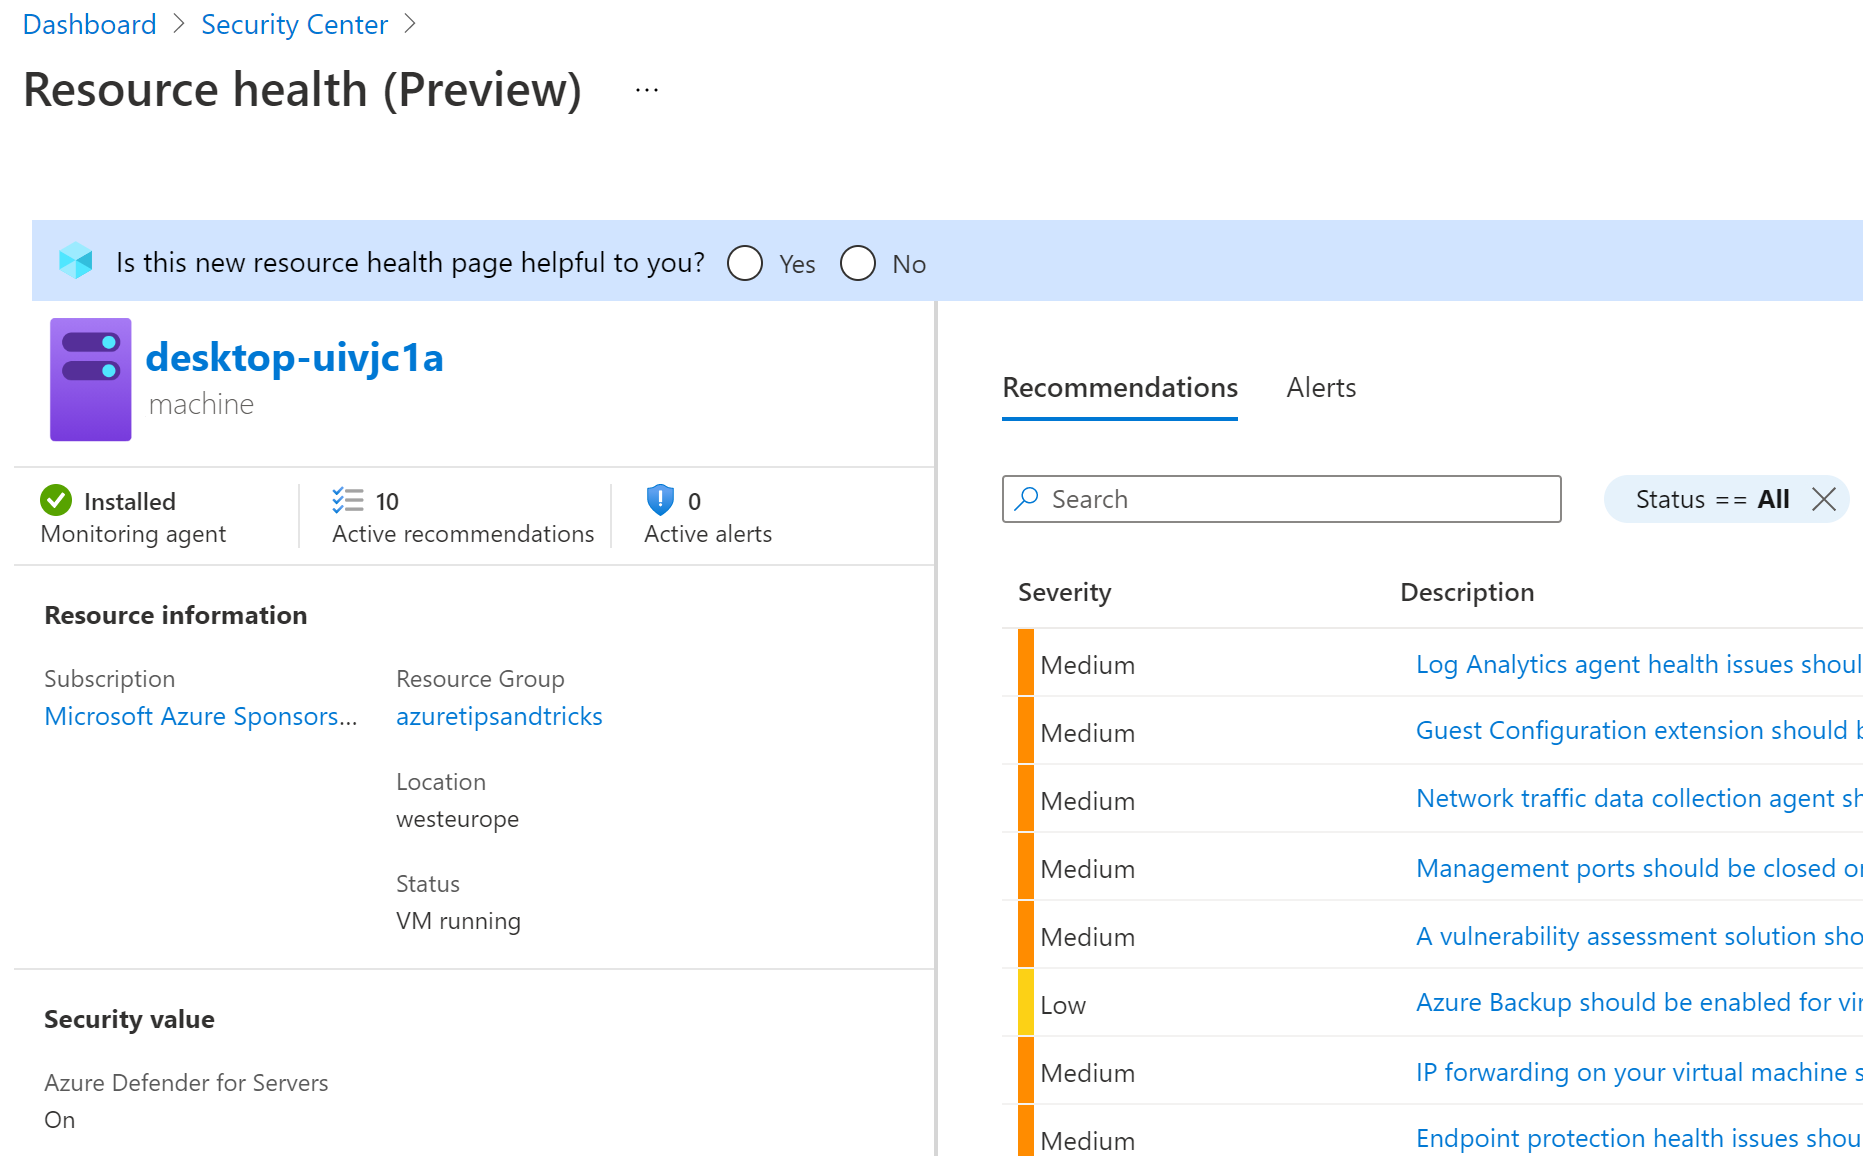 Dashboard > Security Center >
Resource health (Preview) ...
Is this new resource health page helpful to you? Yes No
desktop-uivjc1a
machine
Installed
Monitoring agent
10
Active recommendations
0
Active alerts
Resource information
Subscription
Microsoft Azure Sponsors...
Resource Group
azuretipsandtricks
Location
westeurope
Status
VM running
Security value
Azure Defender for Servers
On
Recommendations Alerts
Search
Status == All
Severity Description
Medium Log Analytics agent health issues shoul
Medium Guest Configuration extension should b
Medium Network traffic data collection agent sh
Medium Management ports should be closed on
Medium A vulnerability assessment solution sho
Low Azure Backup should be enabled for vir
Medium IP forwarding on your virtual machine s
Medium Endpoint protection health issues shou